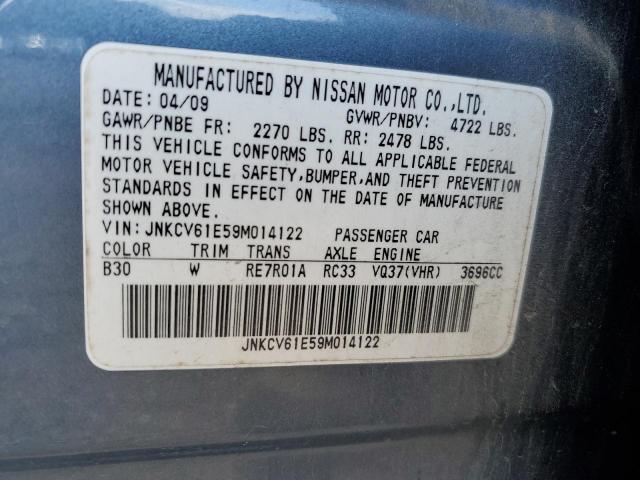 MANUFACTURED BY NISSAN MOTOR CO.,LTD.
DATE: 04/09 GVWR/PNBV: 4722 LBS.
GAWR/PNBE FR: 2270 LBS. RR: 2478 LBS.
THIS VEHICLE CONFORMS TO ALL APPLICABLE FEDERAL
MOTOR VEHICLE SAFETY,BUMPER,AND THEFT PREVENTION
STANDARDS IN EFFECT ON THE DATE OF MANUFACTURE
SHOWN ABOVE.
VIN:JNKCV61E59M014122 PASSENGER CAR
COLOR TRIM TRANS AXLE ENGINE
B30 W RE7R01A RC33 VQ37(VHR) 3696CC
JNKCV61E59M014122